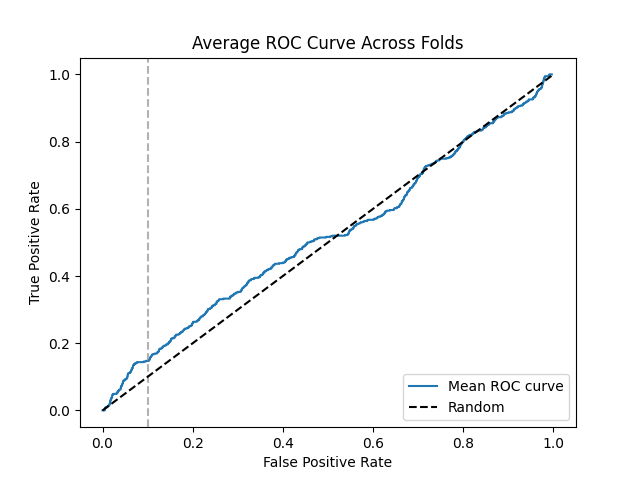 Average ROC Curve Across Folds
1.0
0.8
0.6
0.4
0.2
0.0
True Positive Rate
Mean ROC curve
Random
0.0 0.2 0.4 0.6 0.8 1.0
False Positive Rate